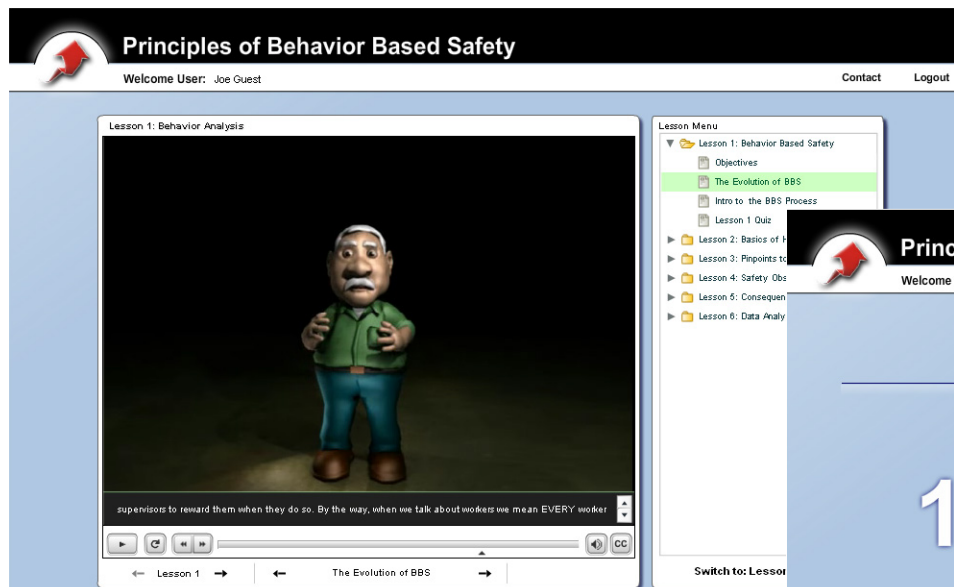 Principles of Behavior Based Safety
Welcome User: Joe Guest
Contact Logout
Lesson 1: Behavior Analysis
supervisors to reward them when they do so. By the way, when we talk about workers we mean EVERY worker
CC
← Lesson 1 →
← The Evolution of BBS →
Lesson Menu
Lesson 1: Behavior Based Safety
Objectives
The Evolution of BBS
Intro to the BBS Process
Lesson 1 Quiz
Lesson 2: Basics of
Lesson 3: Pinpoints to
Lesson 4: Safety Obs
Lesson 5: Consequen
Lesson 6: Data Analy
Switch to: Lesson
Princ
Welcome
1